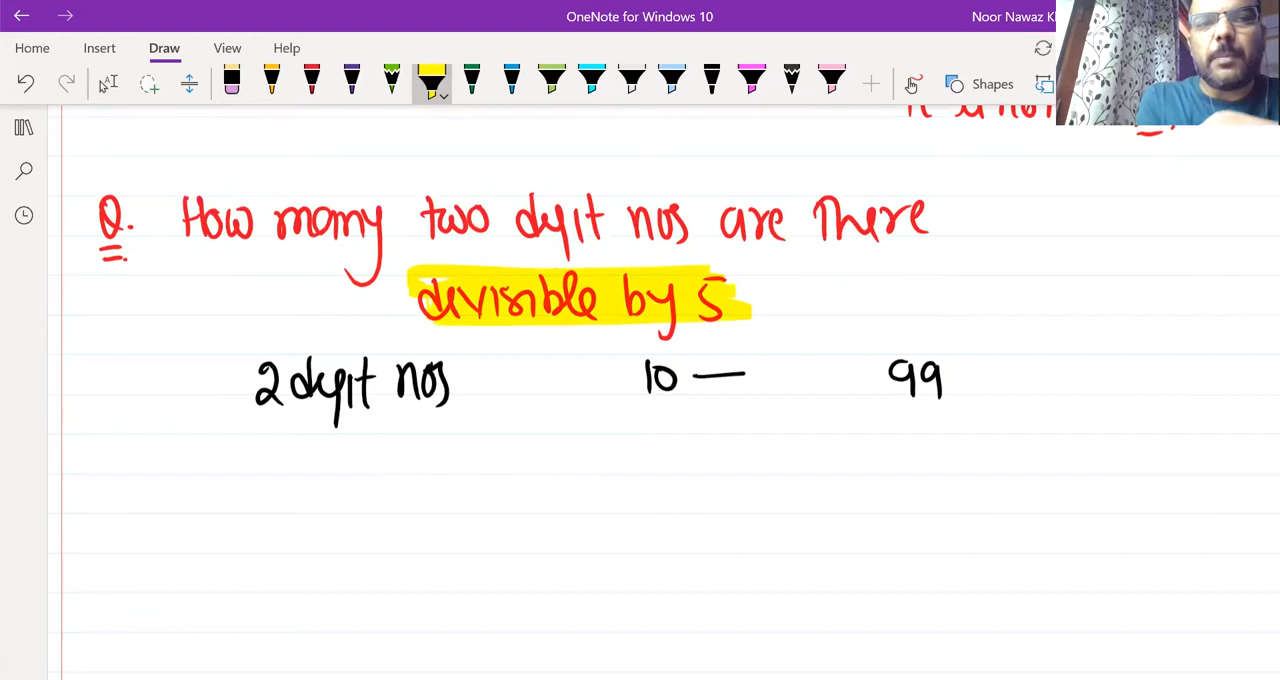 OneNote for Windows 10
Noor Nawaz Kh
Home Insert Draw View Help
Shapes
Q. How many two digit nos are there
divisible by 5
2 digit nos 10 — 99